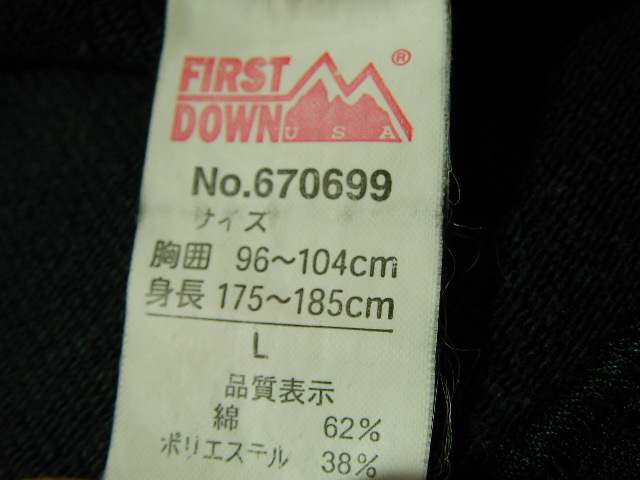 FIRST
DOWN USA ®
No.670699
サイズ
胸囲 96～104cm
身長 175～185cm
L
品質表示
綿 62%
ポリエステル 38%